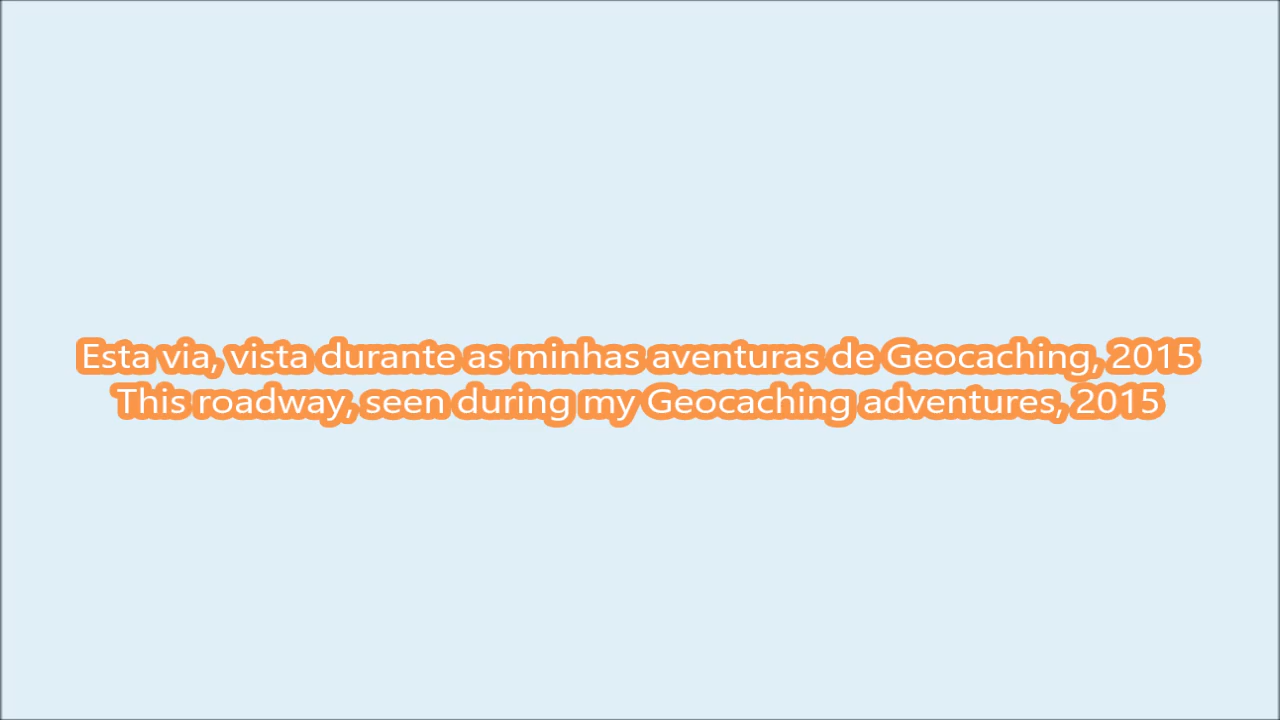 Esta via, vista durante as minhas aventuras de Geocaching, 2015
This roadway, seen during my Geocaching adventures, 2015